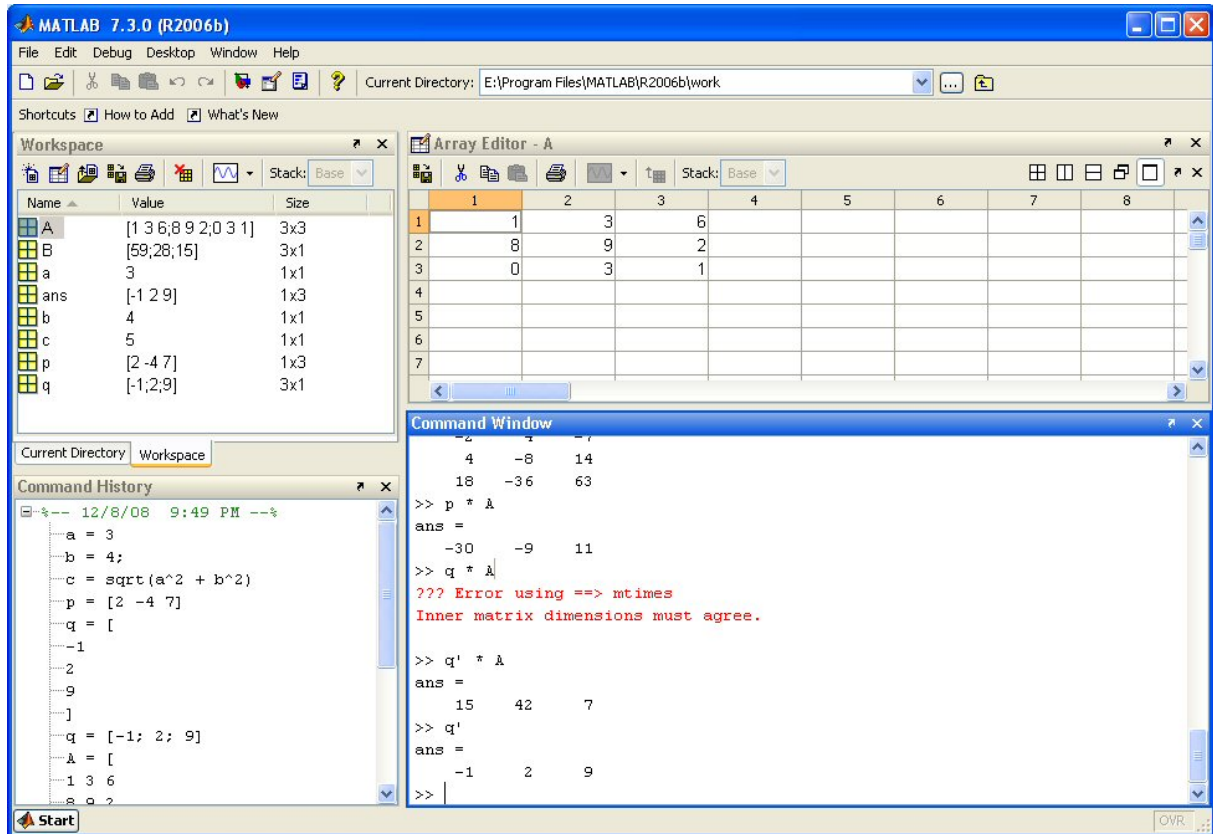 MATLAB 7.3.0 (R2006b)
File Edit Debug Desktop Window Help
Current Directory: E:\Program Files\MATLAB\R2006b\work
Shortcuts How to Add What's New
Workspace
Stack: Base
Name Value Size
A [1 3 6;8 9 2;0 3 1] 3x3
B [59;28;15] 3x1
a 3 1x1
ans [-1 2 9] 1x3
b 4 1x1
c 5 1x1
p [2 -4 7] 1x3
q [-1;2;9] 3x1
Current Directory Workspace
Command History
%-- 12/8/08 9:49 PM --%
a = 3
b = 4;
c = sqrt(a^2 + b^2)
p = [2 -4 7]
q = [
-1
2
9
]
q = [-1; 2; 9]
A = [
1 3 6
8 9 2
Array Editor - A
Stack: Base
1 2 3 4 5 6 7 8
1 1 3 6
2 8 9 2
3 0 3 1
4
5
6
7
Command Window
-2 4 -7
4 -8 14
18 -36 63
>> p * A
ans =
-30 -9 11
>> q * A
??? Error using ==> mtimes
Inner matrix dimensions must agree.
>> q' * A
ans =
15 42 7
>> q'
ans =
-1 2 9
>>
Start
OVR